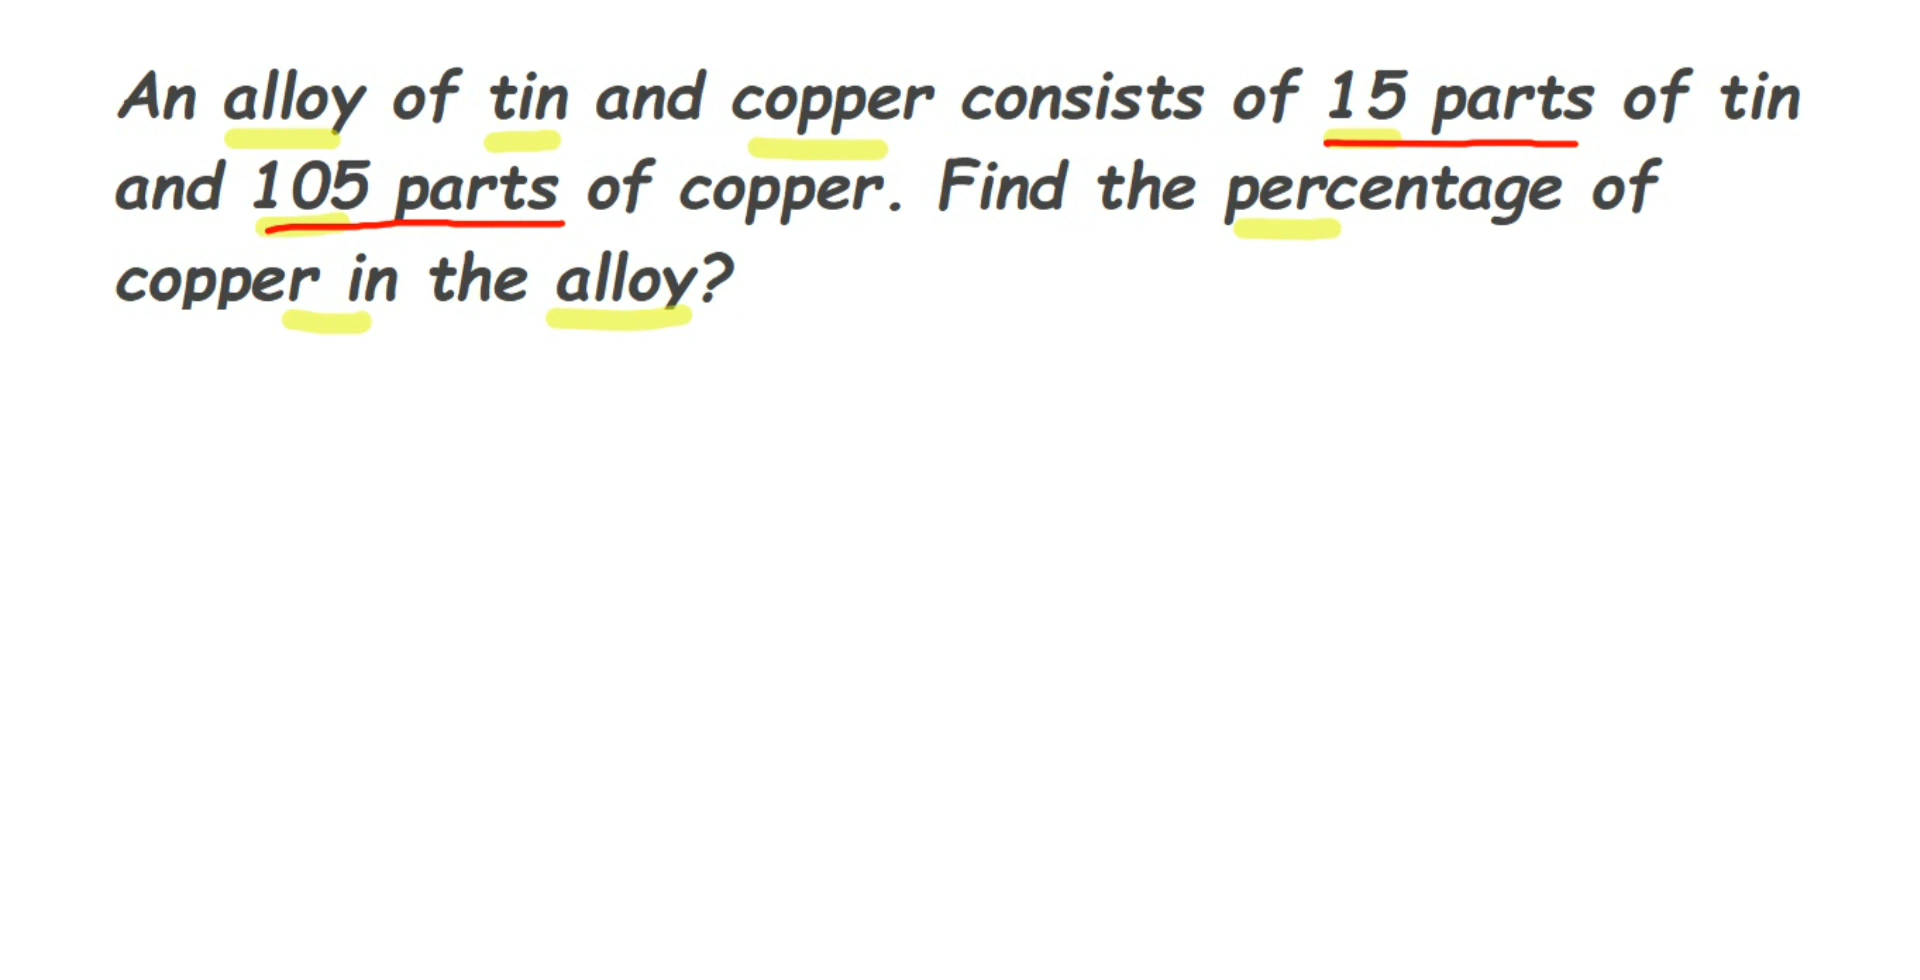 An alloy of tin and copper consists of 15 parts of tin
and 105 parts of copper. Find the percentage of
copper in the alloy?